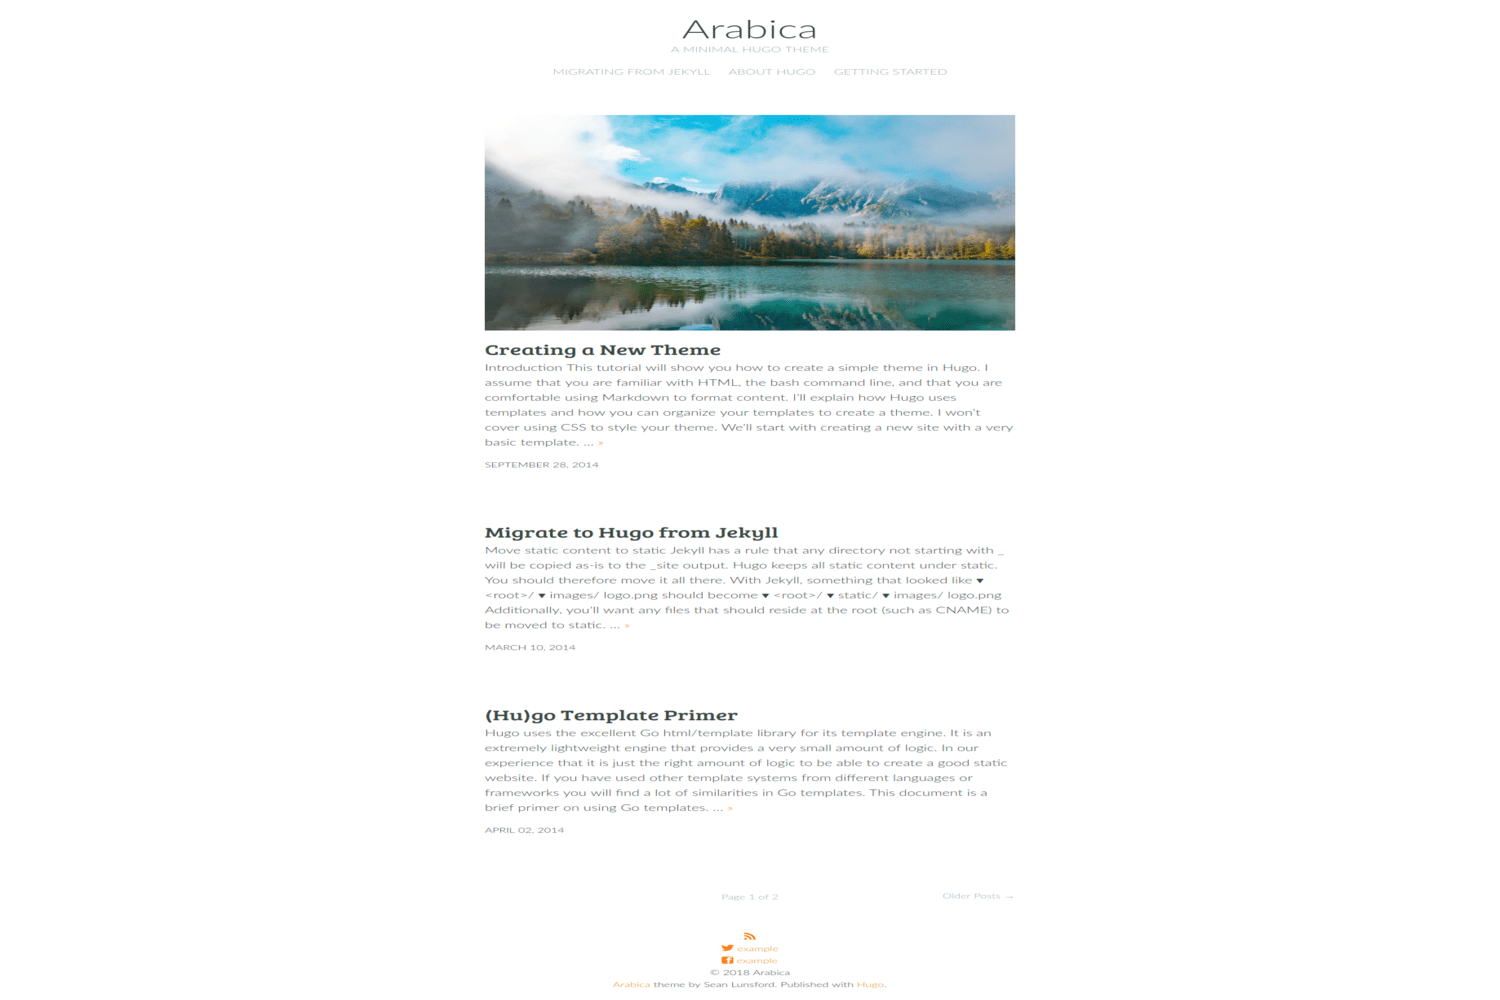 Arabica
A MINIMAL HUGO THEME
MIGRATING FROM JEKYLL ABOUT HUGO GETTING STARTED
Creating a New Theme
Introduction This tutorial will show you how to create a simple theme in Hugo. I
assume that you are familiar with HTML, the bash command line, and that you are
comfortable using Markdown to format content. I'll explain how Hugo uses
templates and how you can organize your templates to create a theme. I won't
cover using CSS to style your theme. We'll start with creating a new site with a very
basic template. ... »
SEPTEMBER 28, 2014
Migrate to Hugo from Jekyll
Move static content to static Jekyll has a rule that any directory not starting with _
will be copied as-is to the _site output. Hugo keeps all static content under static.
You should therefore move it all there. With Jekyll, something that looked like ▾
<root>/ ▾ images/ logo.png should become ▾ <root>/ ▾ static/ ▾ images/ logo.png
Additionally, you'll want any files that should reside at the root (such as CNAME) to
be moved to static. ... »
MARCH 10, 2014
(Hu)go Template Primer
Hugo uses the excellent Go html/template library for its template engine. It is an
extremely lightweight engine that provides a very small amount of logic. In our
experience that it is just the right amount of logic to be able to create a good static
website. If you have used other template systems from different languages or
frameworks you will find a lot of similarities in Go templates. This document is a
brief primer on using Go templates. ... »
APRIL 02, 2014
Page 1 of 2 Older Posts →
example
example
© 2018 Arabica
Arabica theme by Sean Lunsford. Published with Hugo.